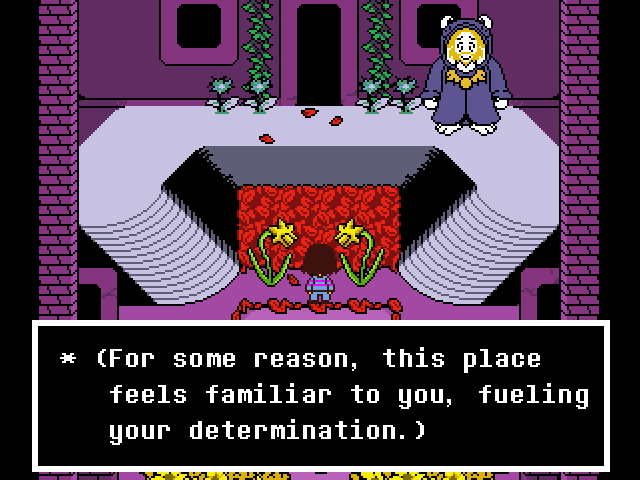 * (For some reason, this place
feels familiar to you, fueling
your determination.)